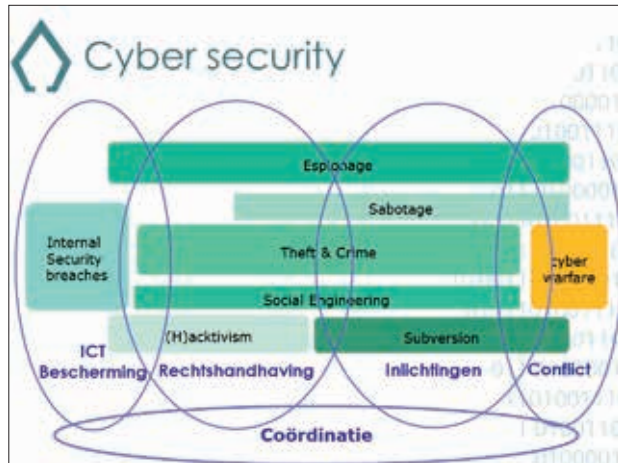 Cyber security
Espionage
Sabotage
Internal
Security
breaches
Theft & Crime
cyber
warfare
Social Engineering
(H)acktivism
Subversion
ICT
Bescherming
Rechtshandhaving
Inlichtingen
Conflict
Coördinatie